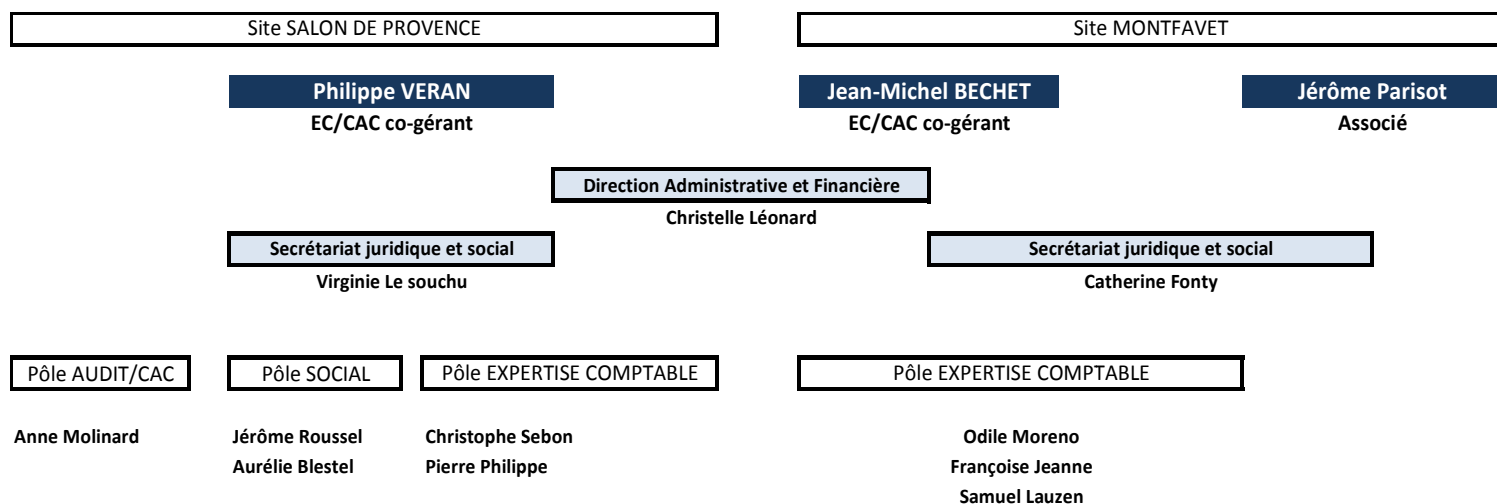 Site SALON DE PROVENCE
Site MONTFAVET
Philippe VERAN
Jean-Michel BECHET
Jérôme Parisot
EC/CAC co-gérant
EC/CAC co-gérant
Associé
Direction Administrative et Financière
Christelle Léonard
Secrétariat juridique et social
Secrétariat juridique et social
Virginie Le souchu
Catherine Fonty
Pôle AUDIT/CAC
Pôle SOCIAL
Pôle EXPERTISE COMPTABLE
Pôle EXPERTISE COMPTABLE
Anne Molinard
Jérôme Roussel
Christophe Sebon
Odile Moreno
Aurélie Blestel
Pierre Philippe
Françoise Jeanne
Samuel Lauzen